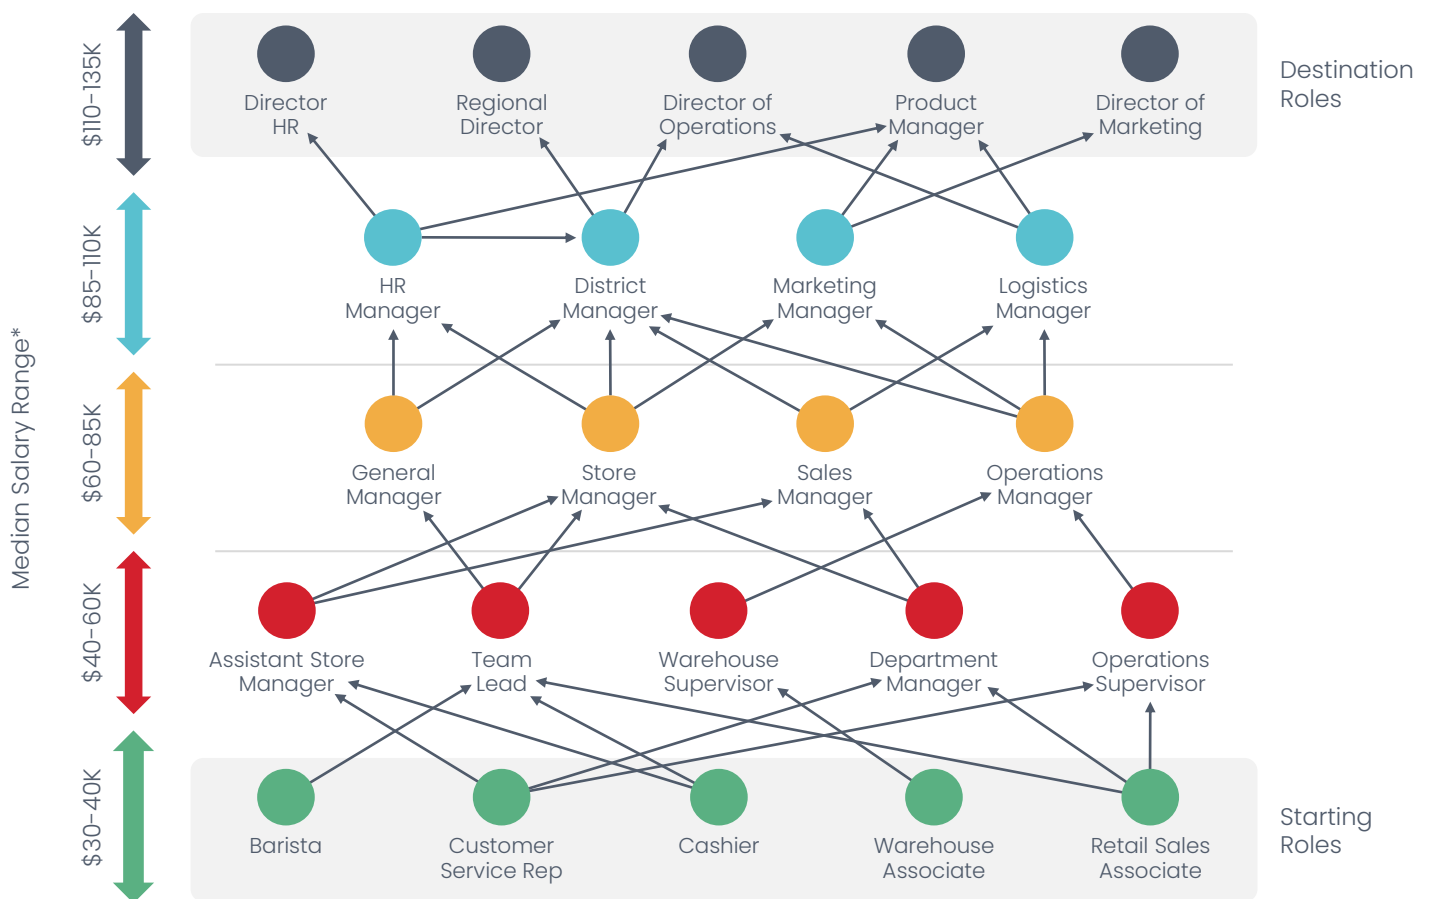 Median Salary Range*
$110-135K
Director
HR
Regional
Director
Director of
Operations
Product
Manager
Director of
Marketing
Destination
Roles
$85-110K
HR
Manager
District
Manager
Marketing
Manager
Logistics
Manager
$60-85K
General
Manager
Store
Manager
Sales
Manager
Operations
Manager
$40-60K
Assistant Store
Manager
Team
Lead
Warehouse
Supervisor
Department
Manager
Operations
Supervisor
$30-40K
Barista
Customer
Service Rep
Cashier
Warehouse
Associate
Retail Sales
Associate
Starting
Roles